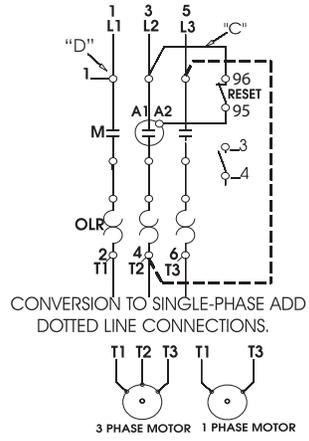 1 3 5
L1 L2 L3 "C"
"D"
1 96
RESET
A1 A2 95
M
3
4
OLR
2 4 6
T1 T2 T3
CONVERSION TO SINGLE-PHASE ADD
DOTTED LINE CONNECTIONS.
T1 T2 T3 T1 T3
3 PHASE MOTOR 1 PHASE MOTOR